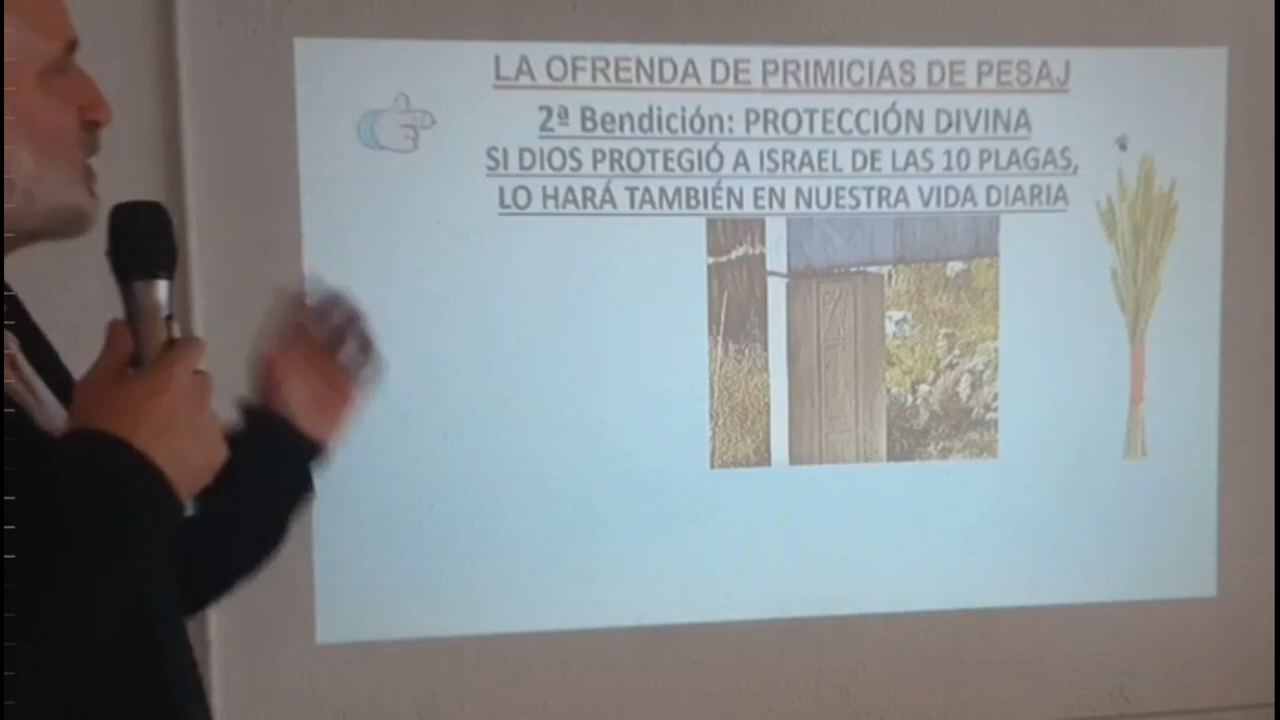 LA OFRENDA DE PRIMICIAS DE PESAJ
2ª Bendición: PROTECCIÓN DIVINA
SI DIOS PROTEGIÓ A ISRAEL DE LAS 10 PLAGAS,
LO HARÁ TAMBIÉN EN NUESTRA VIDA DIARIA